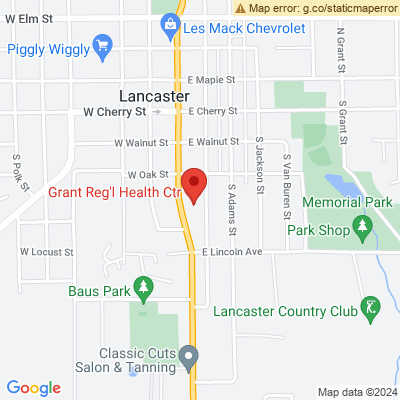 Map error: g.co/staticmaperror
W Elm St
E Elm St
Les Mack Chevrolet
Piggly Wiggly
N Grant St
E Maple St
Lancaster
W Cherry St
E Cherry St
S Grant St
W Walnut St
E Walnut St
S Polk St
W Oak St
S Jackson St
S Van Buren St
Grant Reg'l Health Ctr
S Adams St
Memorial Park
Park Shop
W Locust St
E Lincoln Ave
Baus Park
Lancaster Country Club
Classic Cuts
Salon & Tanning
Google
Map data ©2024